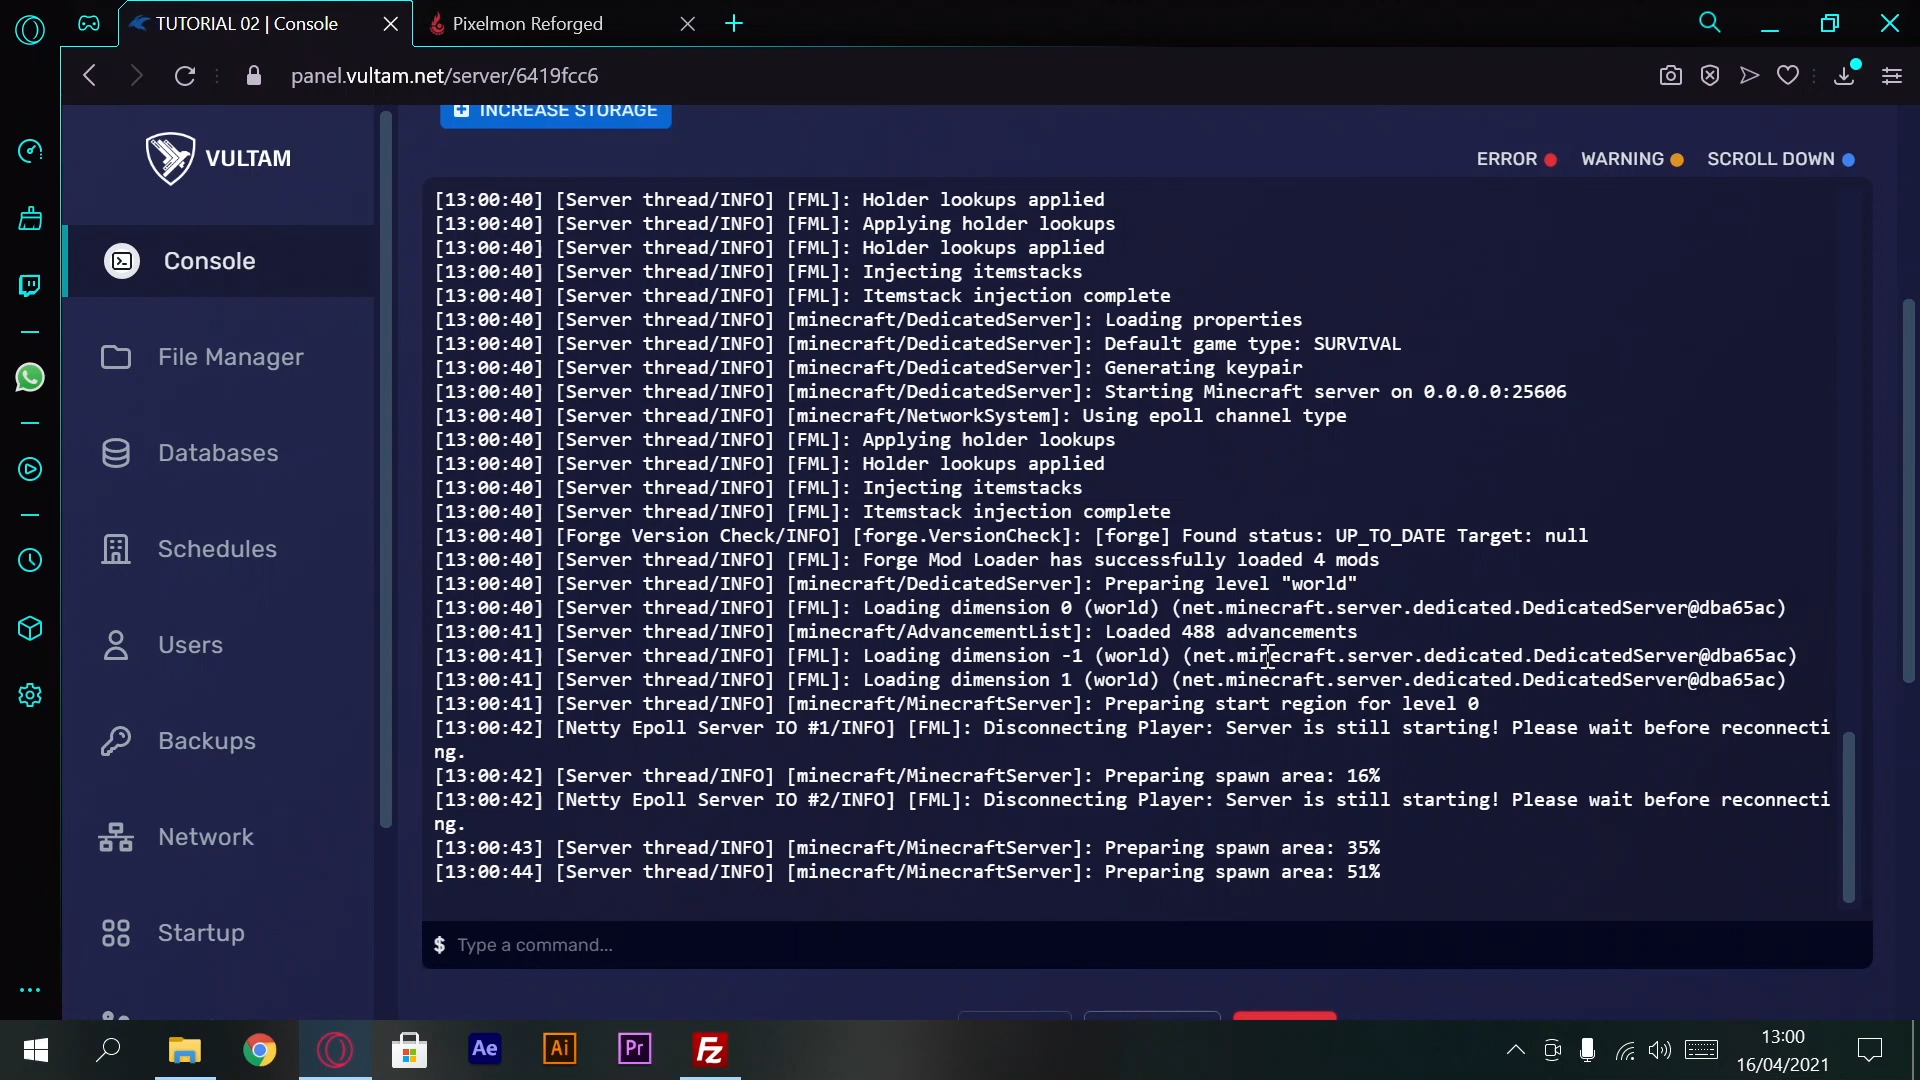 TUTORIAL 02 | Console
Pixelmon Reforged
panel.vultam.net/server/6419fcc6
INCREASE STORAGE
VULTAM
ERROR
WARNING
SCROLL DOWN
Console
File Manager
Databases
Schedules
Users
Backups
Network
Startup
[13:00:40] [Server thread/INFO] [FML]: Holder lookups applied
[13:00:40] [Server thread/INFO] [FML]: Applying holder lookups
[13:00:40] [Server thread/INFO] [FML]: Holder lookups applied
[13:00:40] [Server thread/INFO] [FML]: Injecting itemstacks
[13:00:40] [Server thread/INFO] [FML]: Itemstack injection complete
[13:00:40] [Server thread/INFO] [minecraft/DedicatedServer]: Loading properties
[13:00:40] [Server thread/INFO] [minecraft/DedicatedServer]: Default game type: SURVIVAL
[13:00:40] [Server thread/INFO] [minecraft/DedicatedServer]: Generating keypair
[13:00:40] [Server thread/INFO] [minecraft/DedicatedServer]: Starting Minecraft server on 0.0.0.0:25606
[13:00:40] [Server thread/INFO] [minecraft/NetworkSystem]: Using epoll channel type
[13:00:40] [Server thread/INFO] [FML]: Applying holder lookups
[13:00:40] [Server thread/INFO] [FML]: Holder lookups applied
[13:00:40] [Server thread/INFO] [FML]: Injecting itemstacks
[13:00:40] [Server thread/INFO] [FML]: Itemstack injection complete
[13:00:40] [Forge Version Check/INFO] [forge.VersionCheck]: [forge] Found status: UP_TO_DATE Target: null
[13:00:40] [Server thread/INFO] [FML]: Forge Mod Loader has successfully loaded 4 mods
[13:00:40] [Server thread/INFO] [minecraft/DedicatedServer]: Preparing level "world"
[13:00:40] [Server thread/INFO] [FML]: Loading dimension 0 (world) (net.minecraft.server.dedicated.DedicatedServer@dba65ac)
[13:00:41] [Server thread/INFO] [minecraft/AdvancementList]: Loaded 488 advancements
[13:00:41] [Server thread/INFO] [FML]: Loading dimension -1 (world) (net.minecraft.server.dedicated.DedicatedServer@dba65ac)
[13:00:41] [Server thread/INFO] [FML]: Loading dimension 1 (world) (net.minecraft.server.dedicated.DedicatedServer@dba65ac)
[13:00:41] [Server thread/INFO] [minecraft/MinecraftServer]: Preparing start region for level 0
[13:00:42] [Netty Epoll Server IO #1/INFO] [FML]: Disconnecting Player: Server is still starting! Please wait before reconnecti
ng.
[13:00:42] [Server thread/INFO] [minecraft/MinecraftServer]: Preparing spawn area: 16%
[13:00:42] [Netty Epoll Server IO #2/INFO] [FML]: Disconnecting Player: Server is still starting! Please wait before reconnecti
ng.
[13:00:43] [Server thread/INFO] [minecraft/MinecraftServer]: Preparing spawn area: 35%
[13:00:44] [Server thread/INFO] [minecraft/MinecraftServer]: Preparing spawn area: 51%
$ Type a command...
Ae
Ai
Pr
Fz
13:00
16/04/2021